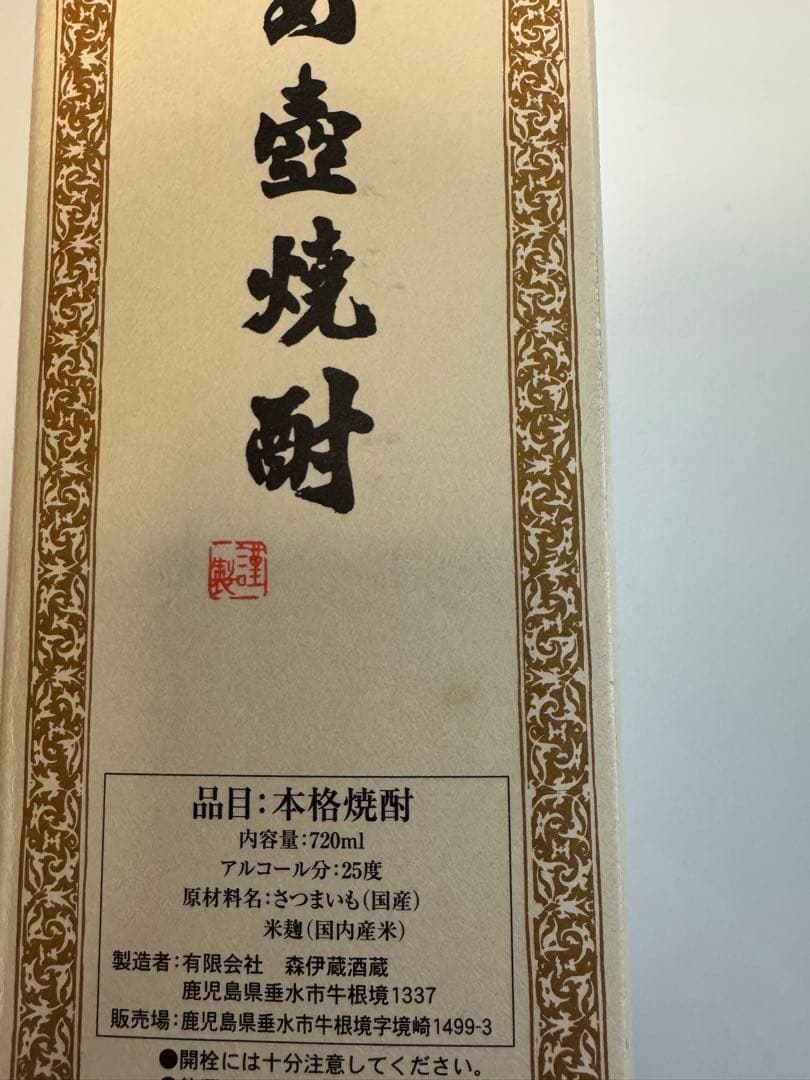 め壺焼酎
謹製
品目：本格焼酎
内容量：720ml
アルコール分：25度
原材料名：さつまいも（国産）
米麹（国内産米）
製造者：有限会社　森伊蔵酒蔵
鹿児島県垂水市牛根境1337
販売場：鹿児島県垂水市牛根境字境崎1499-3
●開栓には十分注意してください。